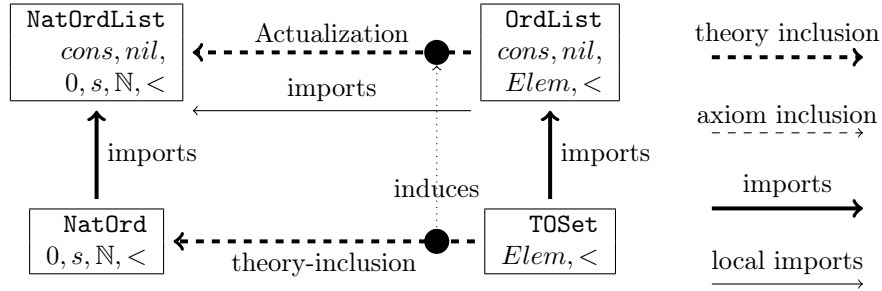 NatOrdList
cons, nil,
0, s, ℕ, <
Actualization
OrdList
cons, nil,
Elem, <
theory inclusion
imports
axiom inclusion
imports
imports
induces
imports
NatOrd
0, s, ℕ, <
theory-inclusion
TOSet
Elem, <
local imports